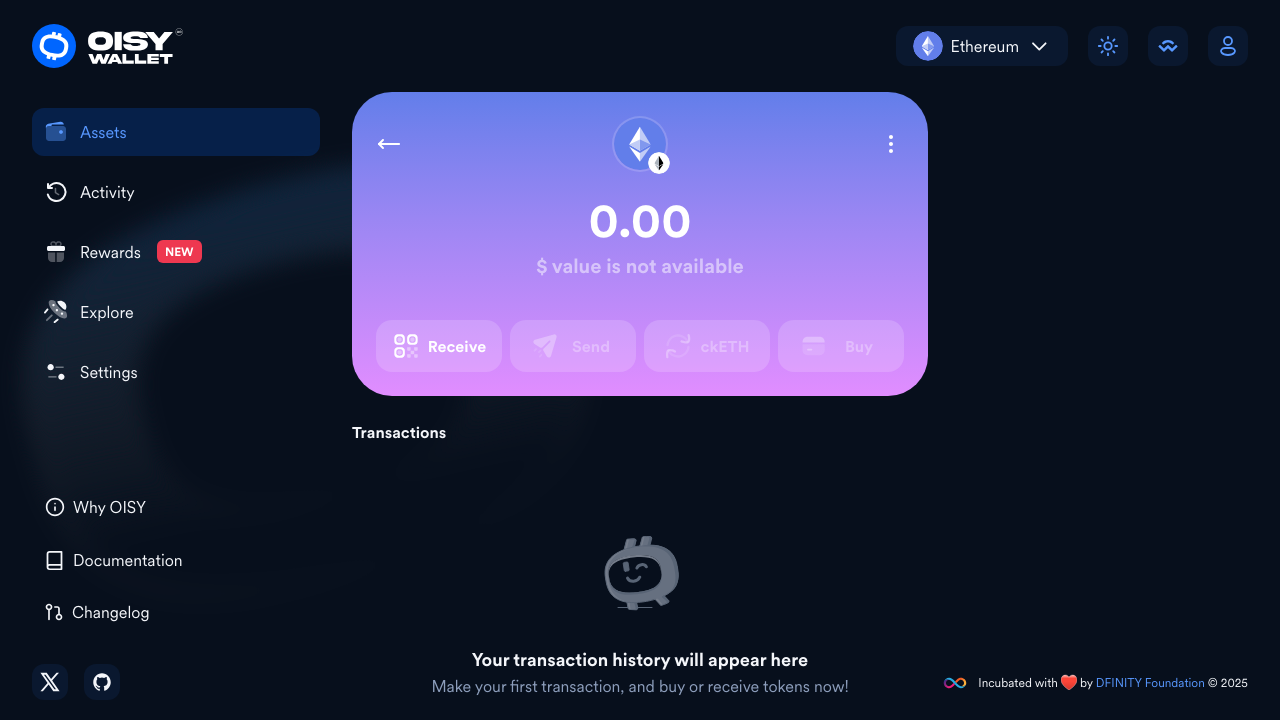 OISY
WALLET
Ethereum
Assets
Activity
Rewards NEW
Explore
Settings
Why OISY
Documentation
Changelog
0.00
$ value is not available
Receive
Send
ckETH
Buy
Transactions
Your transaction history will appear here
Make your first transaction, and buy or receive tokens now!
Incubated with ❤️ by DFINITY Foundation © 2025